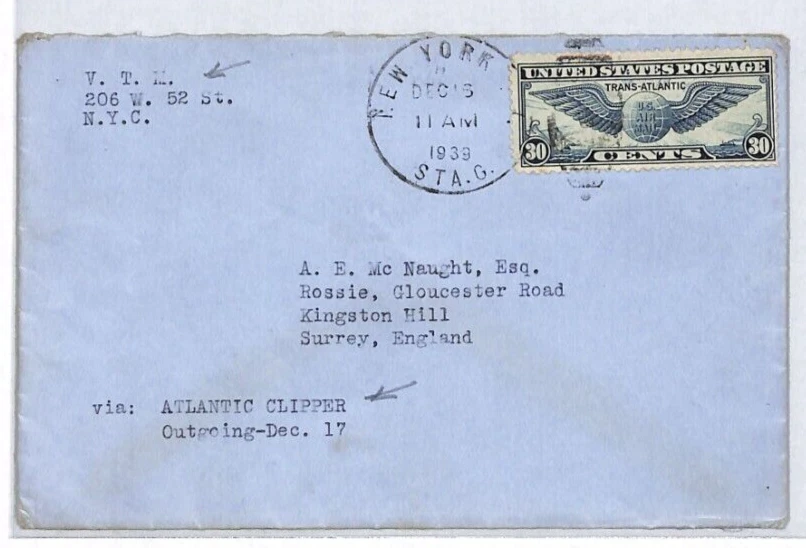 V. T. M.
206 W. 52 St.
N.Y.C.
NEW YORK
DEC 16
11 AM
1939
STA. G.
UNITED STATES POSTAGE
TRANS-ATLANTIC
U.S.
AIR
MAIL
30 CENTS 30
A. E. Mc Naught, Esq.
Rossie, Gloucester Road
Kingston Hill
Surrey, England
via: ATLANTIC CLIPPER
Outgoing-Dec. 17